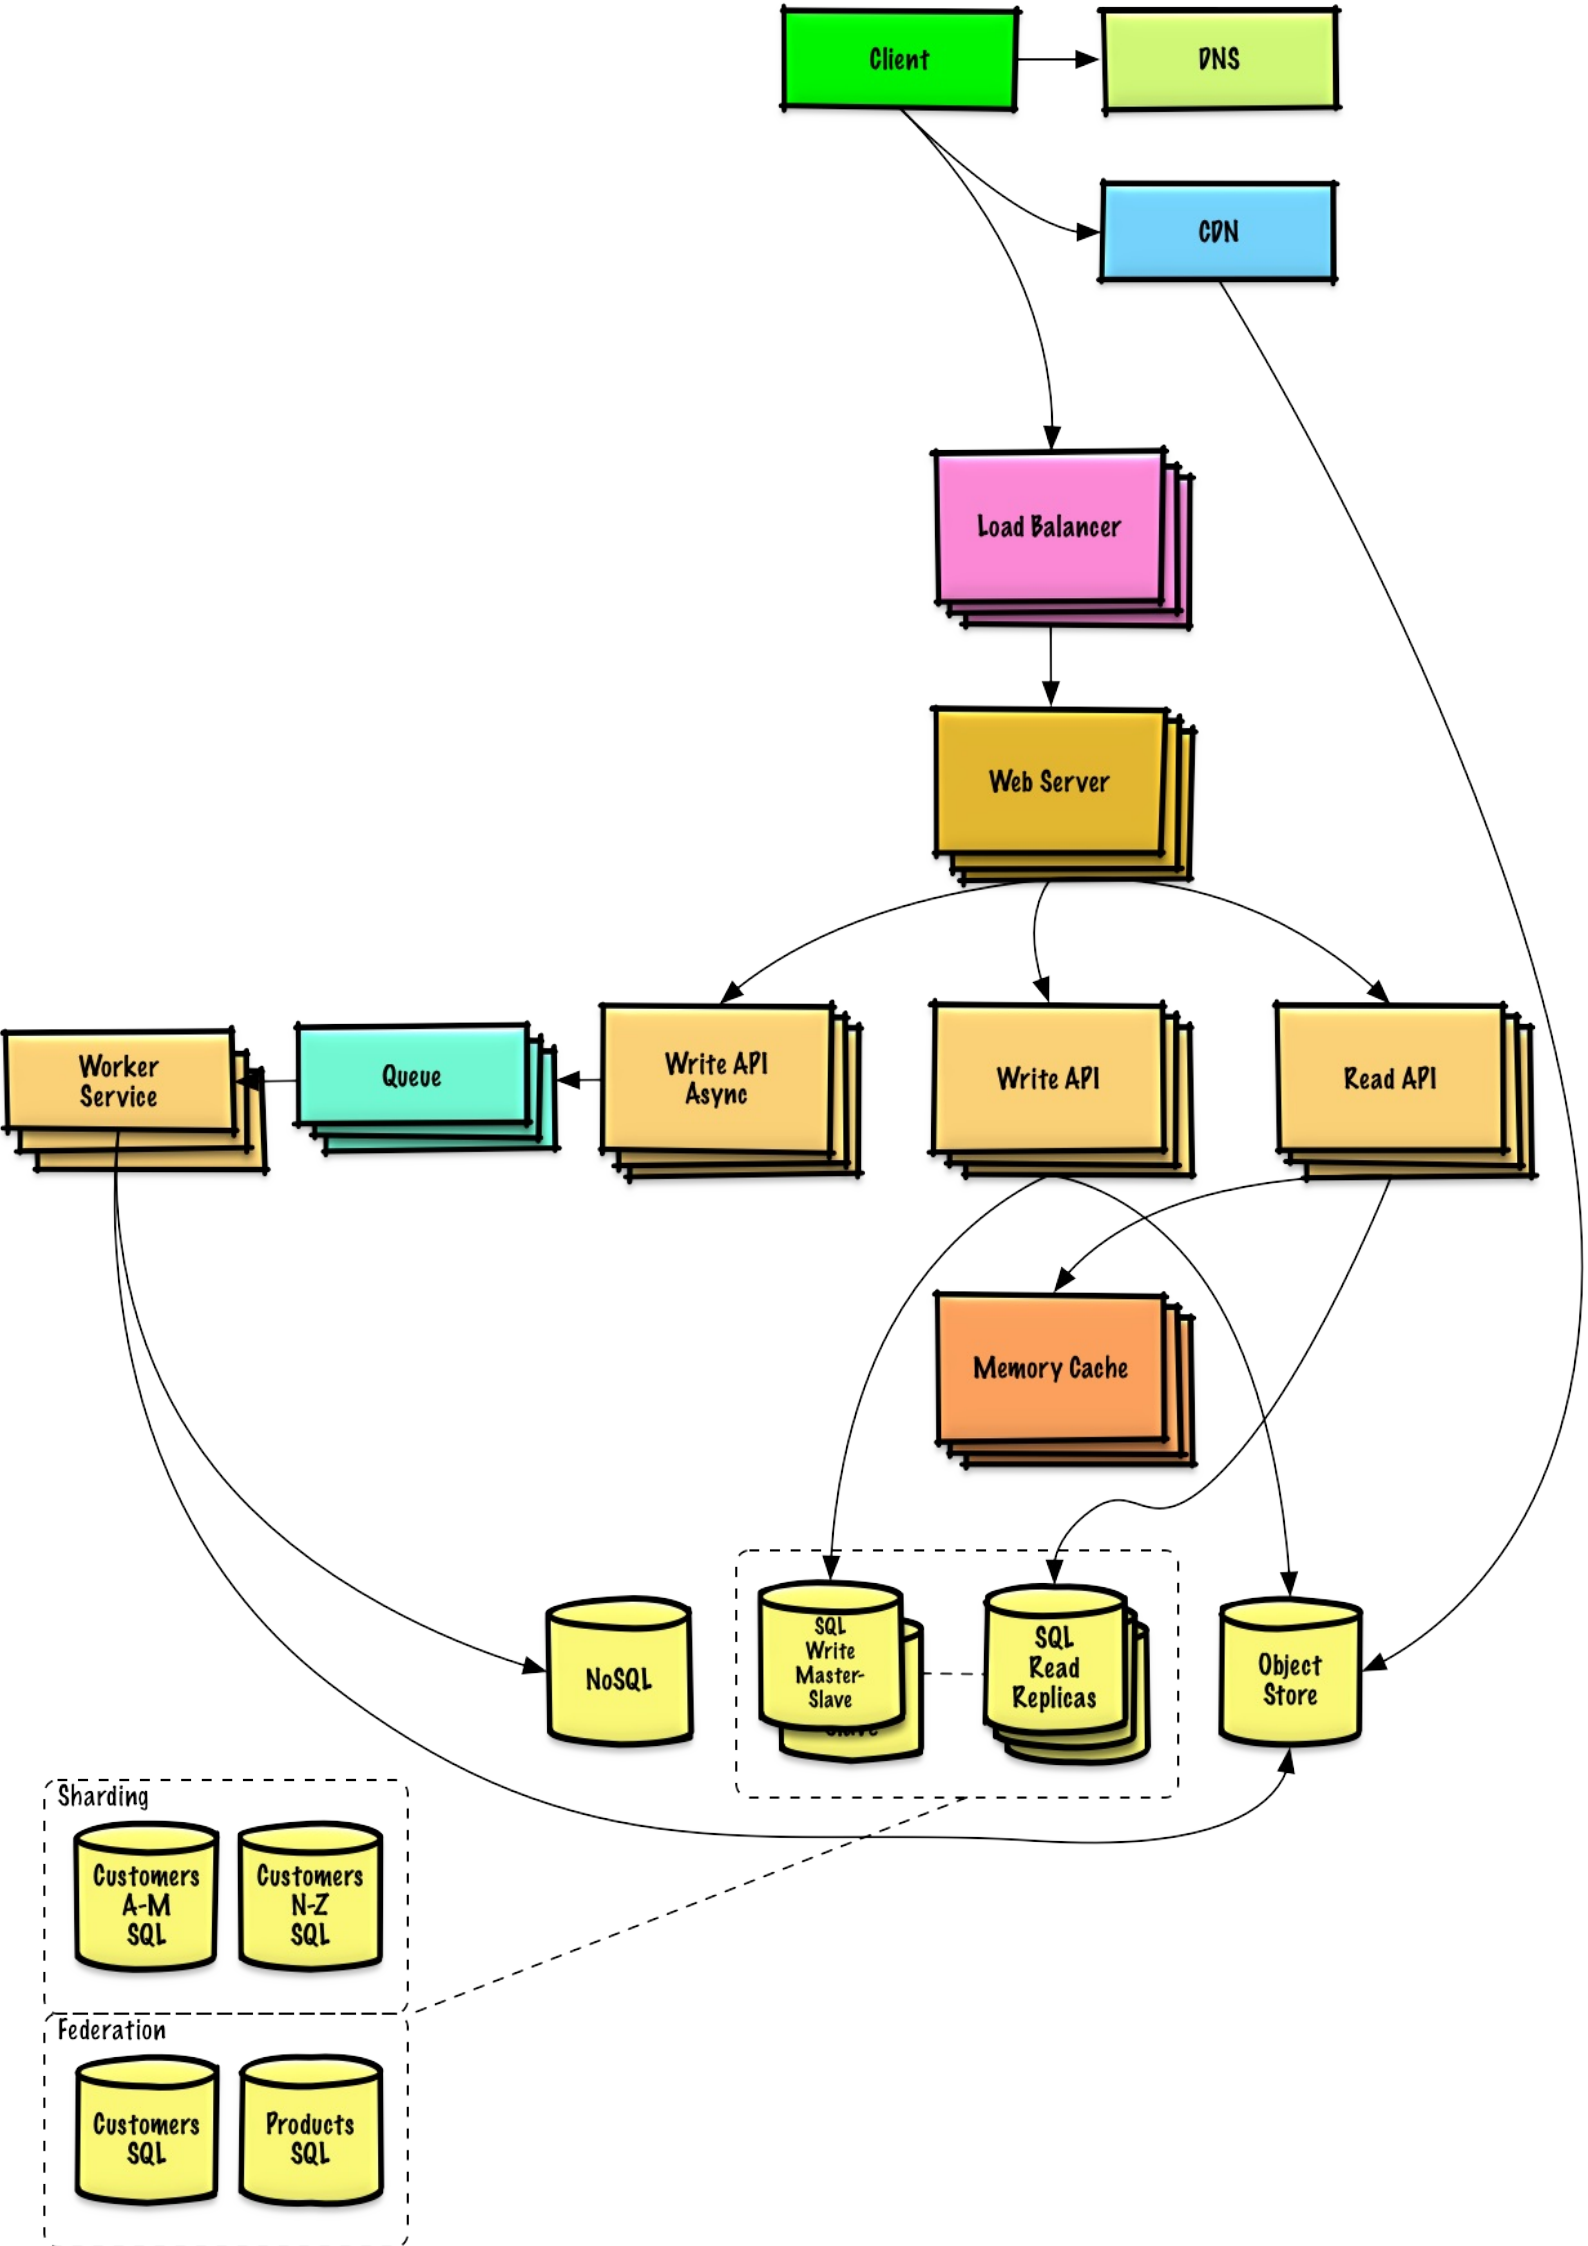 Client
DNS
CDN
Load Balancer
Web Server
Worker
Service
Queue
Write API
Async
Write API
Read API
Memory Cache
NoSQL
SQL
Write
Master-
Slave
Slave
SQL
Read
Replicas
Object
Store
Sharding
Customers
A-M
SQL
Customers
N-Z
SQL
Federation
Customers
SQL
Products
SQL